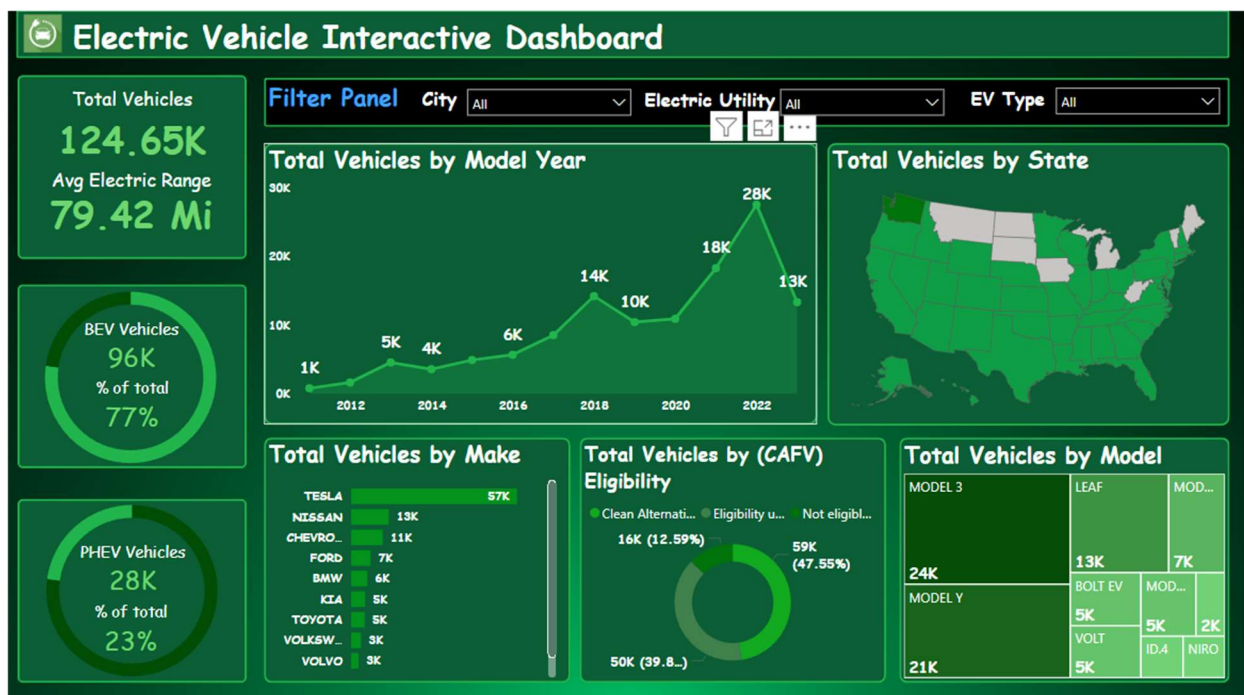 Electric Vehicle Interactive Dashboard
Total Vehicles
124.65K
Avg Electric Range
79.42 Mi
Filter Panel
City
All
Electric Utility
All
EV Type
All
BEV Vehicles
96K
% of total
77%
PHEV Vehicles
28K
% of total
23%
Total Vehicles by Model Year
30K
20K
10K
0K
1K
5K
4K
6K
14K
10K
18K
28K
13K
2012
2014
2016
2018
2020
2022
Total Vehicles by State
Total Vehicles by Make
TESLA
57K
NISSAN
13K
CHEVRO...
11K
FORD
7K
BMW
6K
KIA
5K
TOYOTA
5K
VOLKSW...
3K
VOLVO
3K
Total Vehicles by (CAFV)
Eligibility
Clean Alternati...
Eligibility u...
Not eligibl...
16K (12.59%)
59K
(47.55%)
50K (39.8...)
Total Vehicles by Model
MODEL 3
24K
MODEL Y
21K
LEAF
13K
MOD...
7K
BOLT EV
5K
MOD...
5K
2K
VOLT
5K
ID.4
NIRO